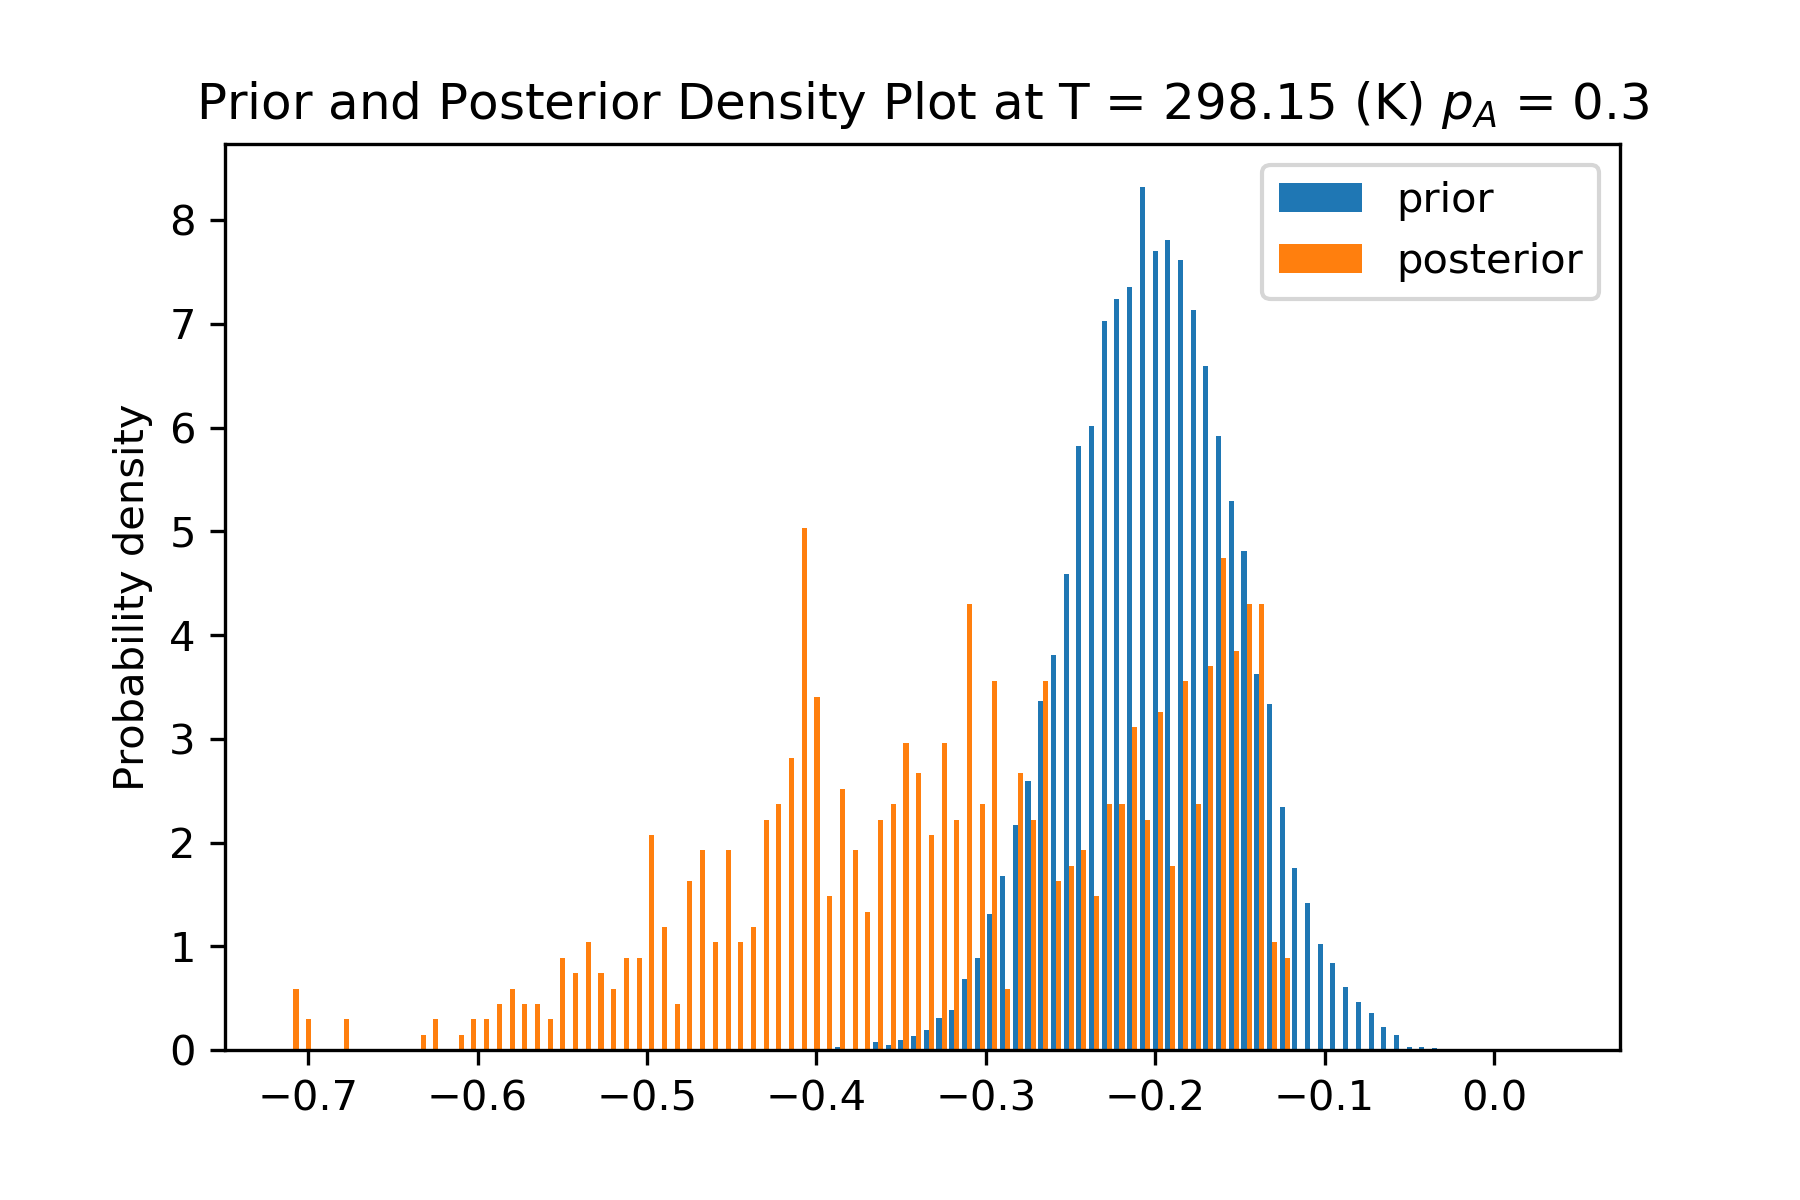 Prior and Posterior Density Plot at T = 298.15 (K) p_A = 0.3
prior
posterior
Probability density
8
7
6
5
4
3
2
1
0
−0.7 −0.6 −0.5 −0.4 −0.3 −0.2 −0.1 0.0